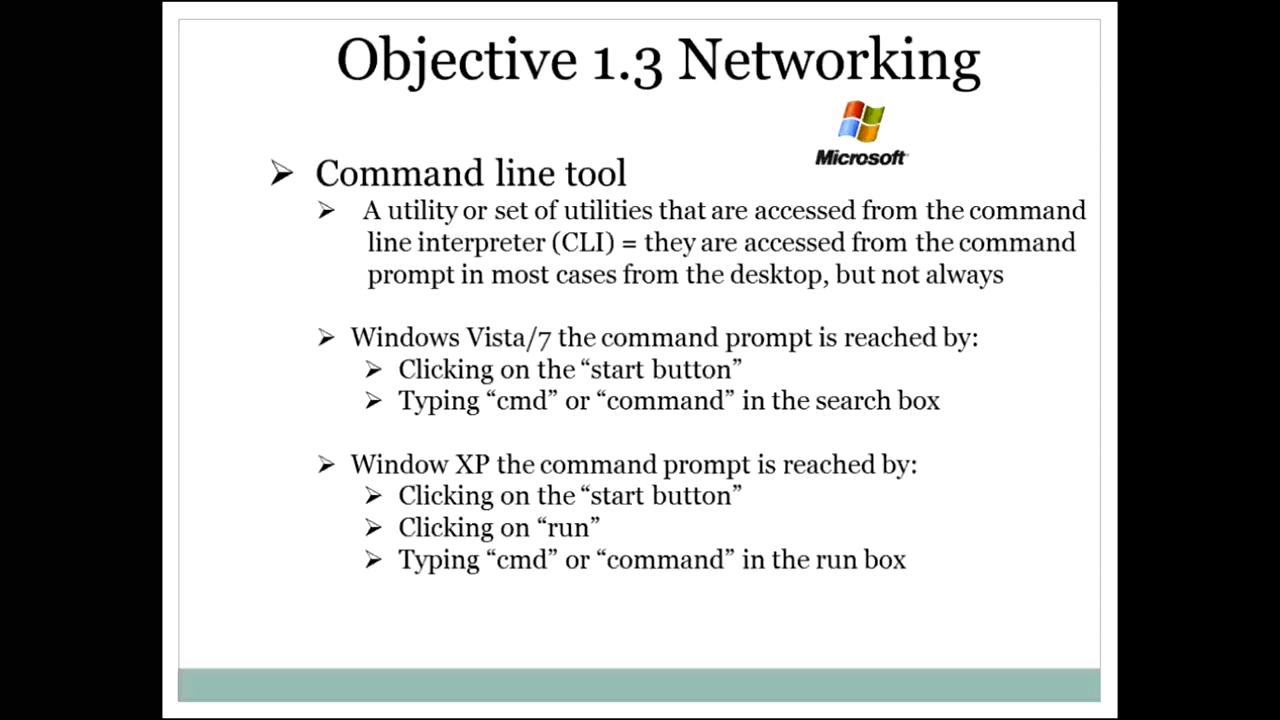 Objective 1.3 Networking
Microsoft
Command line tool
A utility or set of utilities that are accessed from the command
line interpreter (CLI) = they are accessed from the command
prompt in most cases from the desktop, but not always
Windows Vista/7 the command prompt is reached by:
Clicking on the “start button”
Typing “cmd” or “command” in the search box
Window XP the command prompt is reached by:
Clicking on the “start button”
Clicking on “run”
Typing “cmd” or “command” in the run box